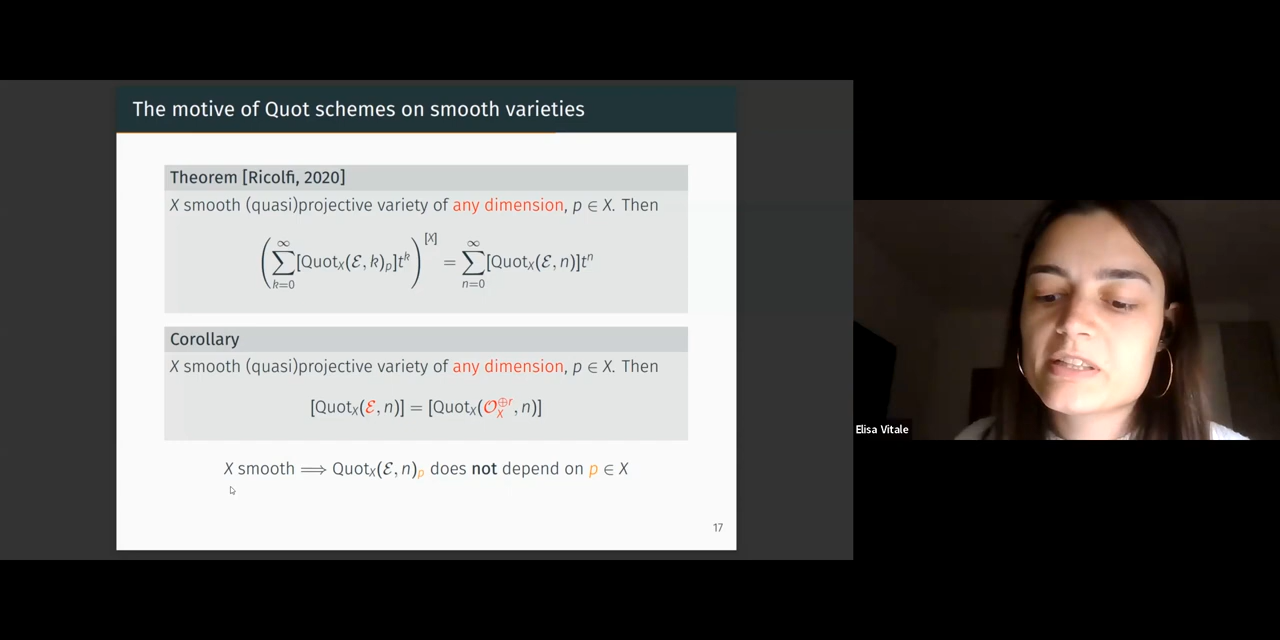 The motive of Quot schemes on smooth varieties
Theorem [Ricolfi, 2020]
X smooth (quasi)projective variety of any dimension, p ∈ X. Then
(∑_{k=0}^{∞} [Quot_X(ℰ, k)_p]t^k)^{[X]} = ∑_{n=0}^{∞} [Quot_X(ℰ, n)]t^n
Corollary
X smooth (quasi)projective variety of any dimension, p ∈ X. Then
[Quot_X(ℰ, n)] = [Quot_X(𝒪_X^{⊕r}, n)]
X smooth ⟹ Quot_X(ℰ, n)_p does not depend on p ∈ X
17
Elisa Vitale